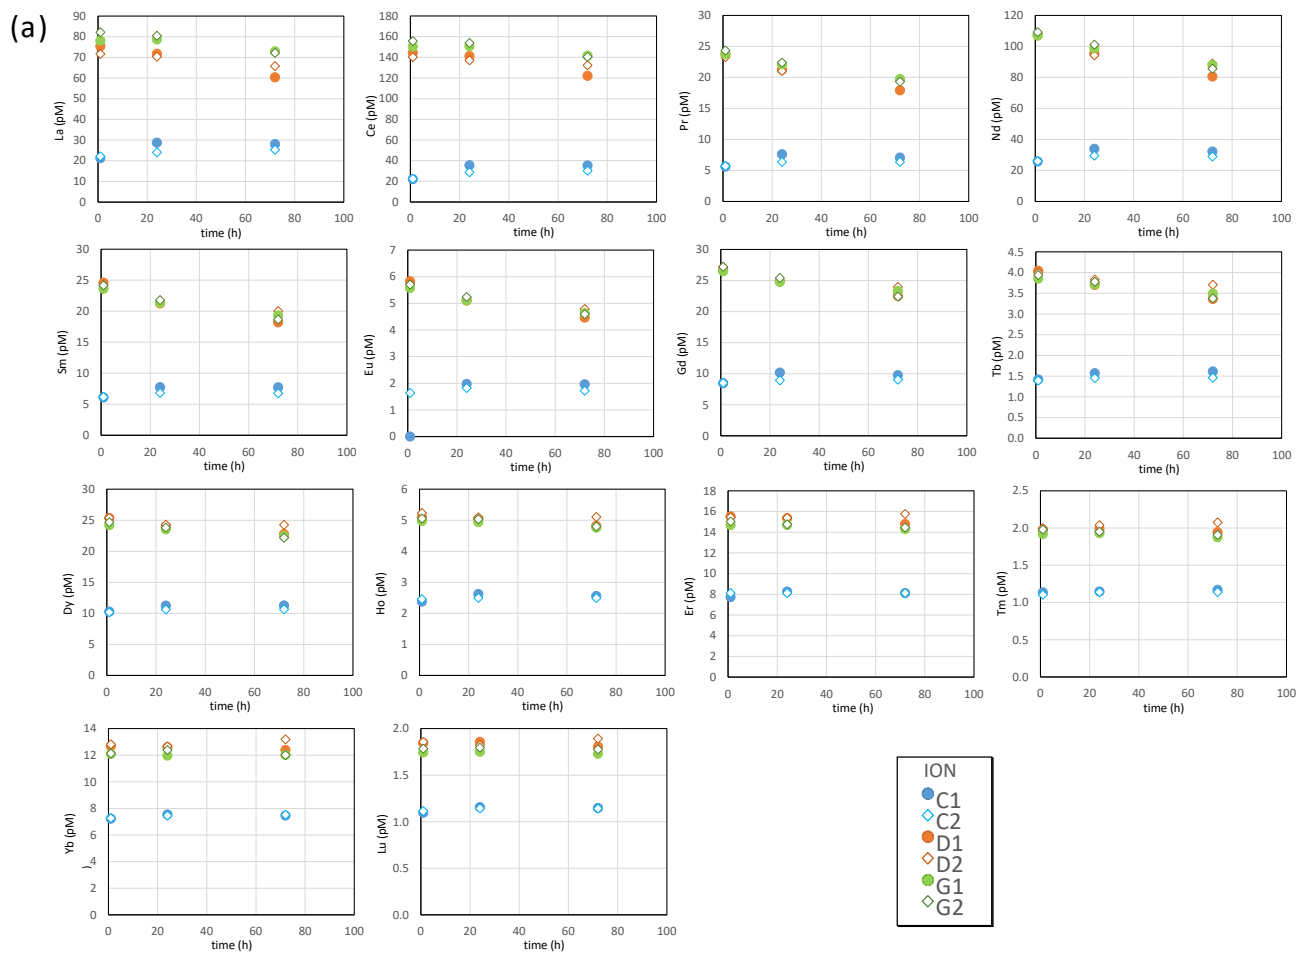 (a)
La (pM)
90
80
70
60
50
40
30
20
10
0
0 20 40 60 80 100
time (h)
Ce (pM)
180
160
140
120
100
80
60
40
20
0
0 20 40 60 80 100
time (h)
Pr (pM)
30
25
20
15
10
5
0
0 20 40 60 80 100
time (h)
Nd (pM)
120
100
80
60
40
20
0
0 20 40 60 80 100
time (h)
Sm (pM)
30
25
20
15
10
5
0
0 20 40 60 80 100
time (h)
Eu (pM)
7
6
5
4
3
2
1
0
0 20 40 60 80 100
time (h)
Gd (pM)
30
25
20
15
10
5
0
0 20 40 60 80 100
time (h)
Tb (pM)
4.5
4.0
3.5
3.0
2.5
2.0
1.5
1.0
0.5
0.0
0 20 40 60 80 100
time (h)
Dy (pM)
30
25
20
15
10
5
0
0 20 40 60 80 100
time (h)
Ho (pM)
6
5
4
3
2
1
0
0 20 40 60 80 100
time (h)
Er (pM)
18
16
14
12
10
8
6
4
2
0
0 20 40 60 80 100
time (h)
Tm (pM)
2.5
2.0
1.5
1.0
0.5
0.0
0 20 40 60 80 100
time (h)
Yb (pM)
)
14
12
10
8
6
4
2
0
0 20 40 60 80 100
time (h)
Lu (pM)
2.0
1.5
1.0
0.5
0.0
0 20 40 60 80 100
time (h)
ION
C1
C2
D1
D2
G1
G2